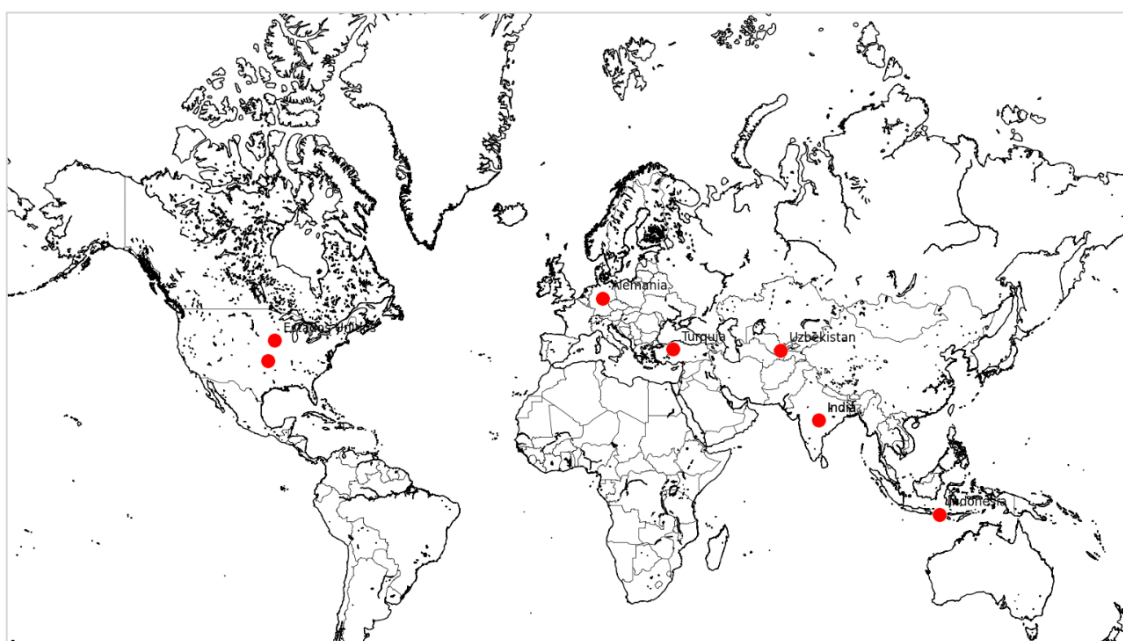 Alemania
Estados Unidos
Turquía
Uzbekistan
India
Indonesia